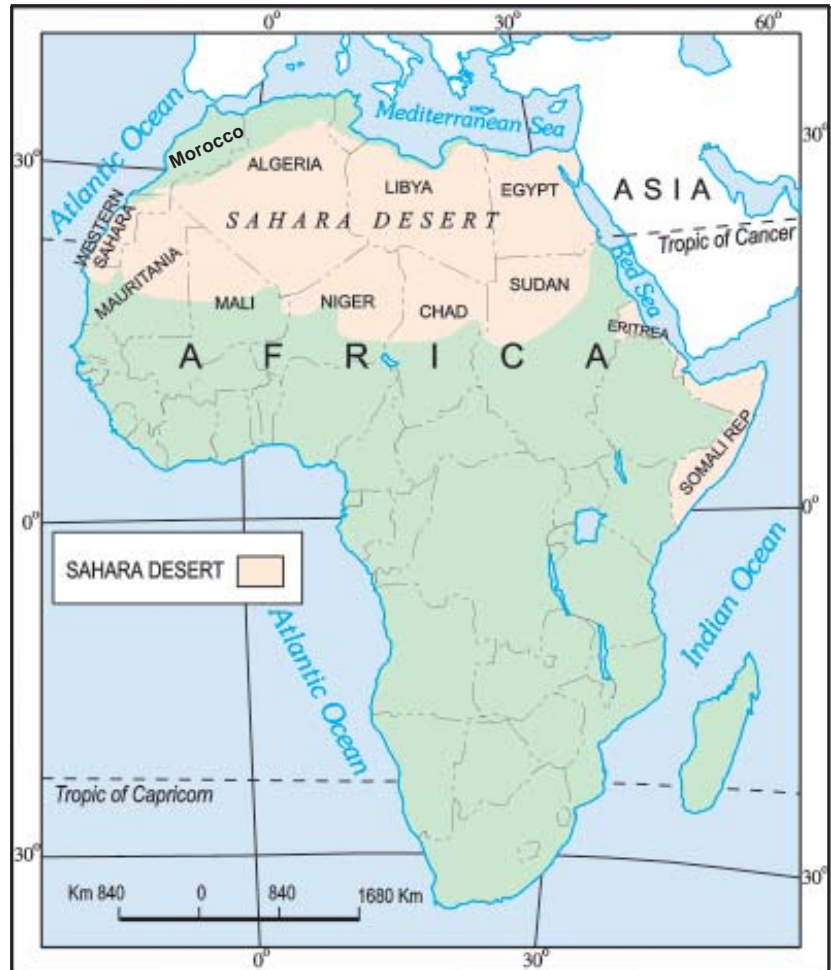 0°
30°
60°
Atlantic Ocean
Mediterranean Sea
30°
30°
Morocco
ALGERIA
LIBYA
EGYPT
ASIA
WESTERN
SAHARA
SAHARA DESERT
Tropic of Cancer
Red Sea
MAURITANIA
MALI
NIGER
CHAD
SUDAN
ERITREA
AFRICA
SOMALI REP
0°
0°
SAHARA DESERT
Atlantic Ocean
Indian Ocean
Tropic of Capricorn
30°
30°
Km 840 0 840 1680 Km
0°
30°